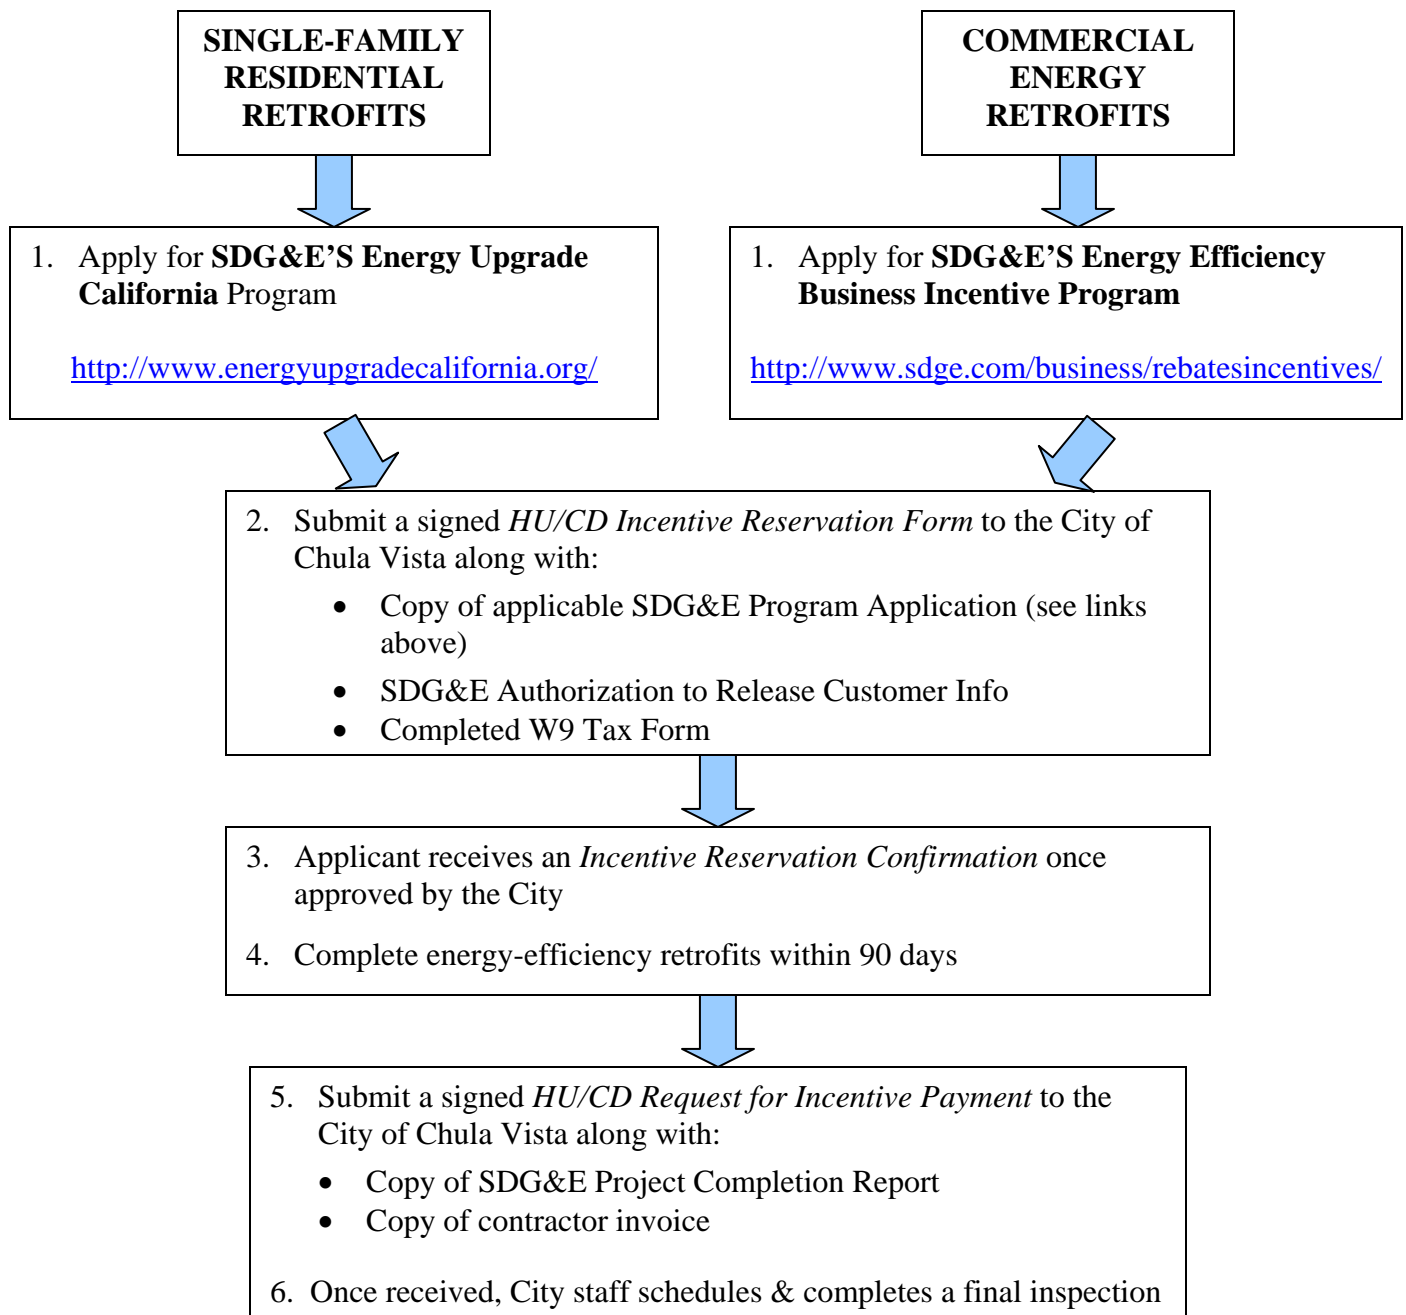 SINGLE-FAMILY
RESIDENTIAL
RETROFITS
COMMERCIAL
ENERGY
RETROFITS
1. Apply for SDG&E’S Energy Upgrade
California Program
http://www.energyupgradecalifornia.org/
1. Apply for SDG&E’S Energy Efficiency
Business Incentive Program
http://www.sdge.com/business/rebatesincentives/
2. Submit a signed HU/CD Incentive Reservation Form to the City of
Chula Vista along with:
• Copy of applicable SDG&E Program Application (see links
above)
• SDG&E Authorization to Release Customer Info
• Completed W9 Tax Form
3. Applicant receives an Incentive Reservation Confirmation once
approved by the City
4. Complete energy-efficiency retrofits within 90 days
5. Submit a signed HU/CD Request for Incentive Payment to the
City of Chula Vista along with:
• Copy of SDG&E Project Completion Report
• Copy of contractor invoice
6. Once received, City staff schedules & completes a final inspection